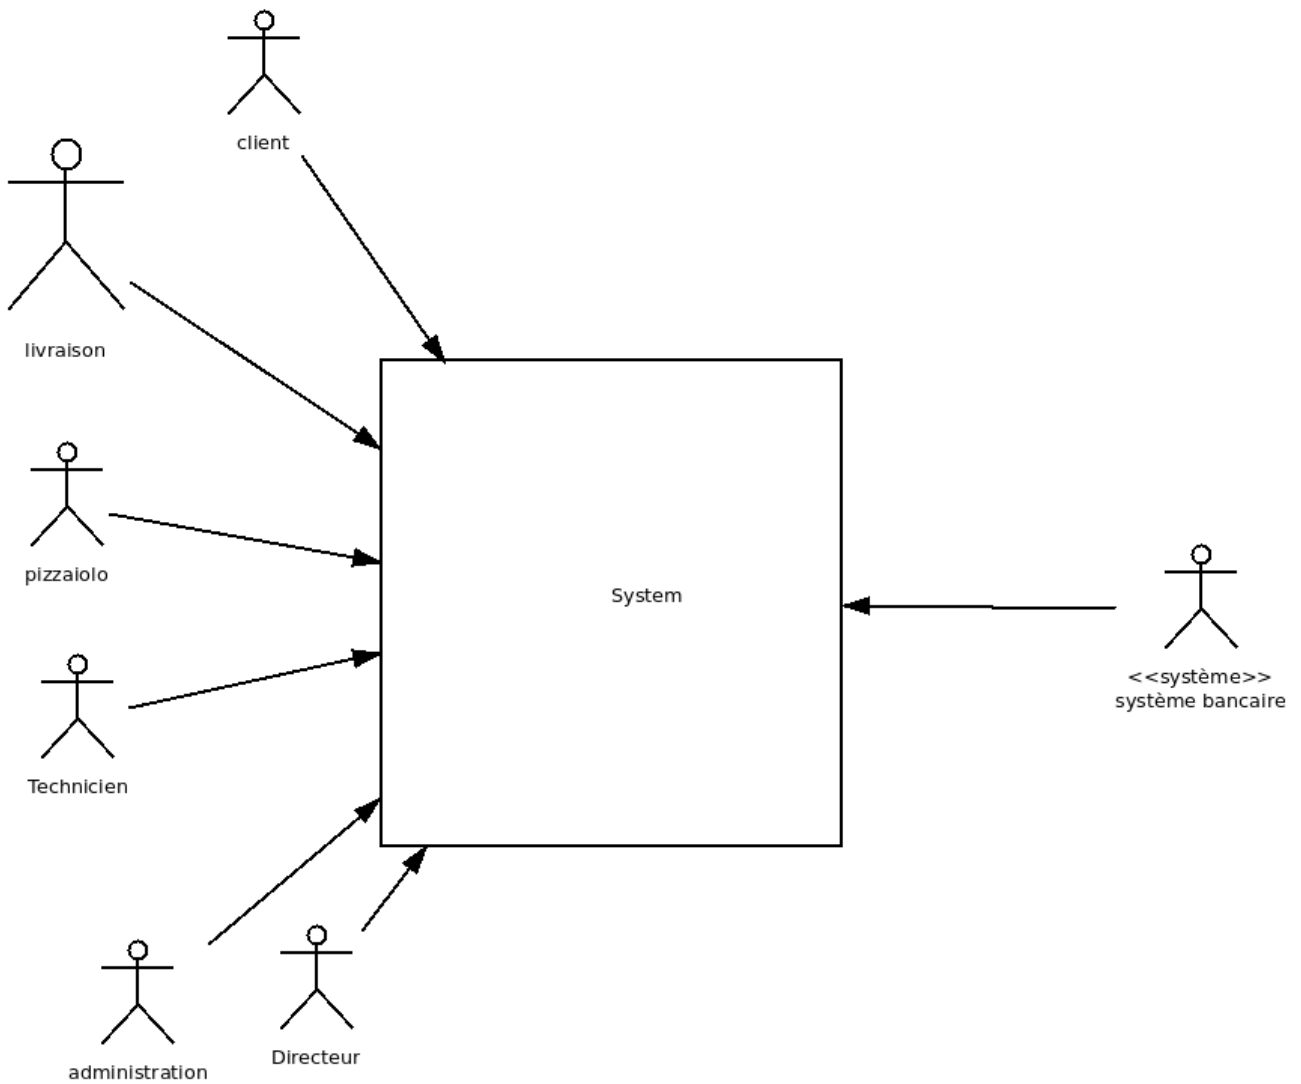 client
livraison
pizzaiolo
System
<<système>>
système bancaire
Technicien
administration
Directeur